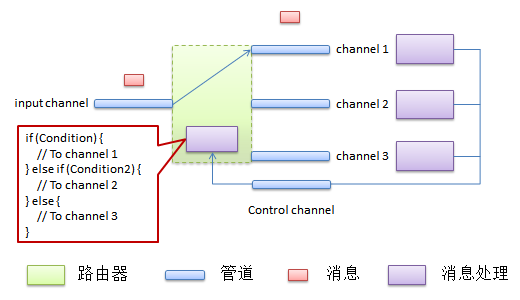 channel 1
input channel
channel 2
if (Condition) {
// To channel 1
} else if (Condition2) {
// To channel 2
} else {
// To channel 3
}
channel 3
Control channel
路由器
管道
消息
消息处理